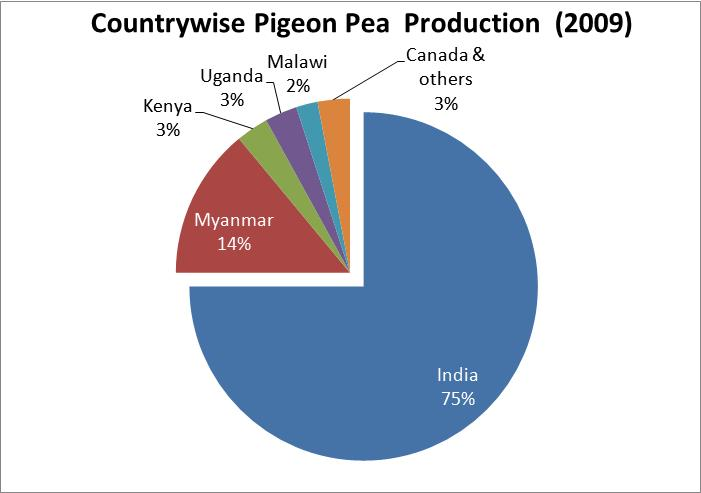 Countrywise Pigeon Pea  Production  (2009)
Canada &
others
3%
Malawi
2%
Uganda
3%
Kenya
3%
Myanmar
14%
India
75%